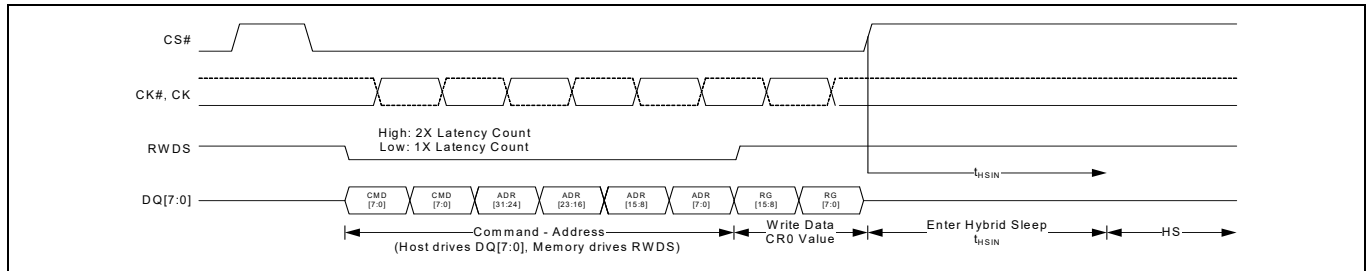 CS#
CK#, CK
High: 2X Latency Count
Low: 1X Latency Count
RWDS
tHSIN
DQ[7:0]
CMD [7:0]
CMD [7:0]
ADR [31:24]
ADR [23:16]
ADR [15:8]
ADR [7:0]
RG [15:8]
RG [7:0]
Command - Address
(Host drives DQ[7:0], Memory drives RWDS)
Write Data
CR0 Value
Enter Hybrid Sleep
tHSIN
HS